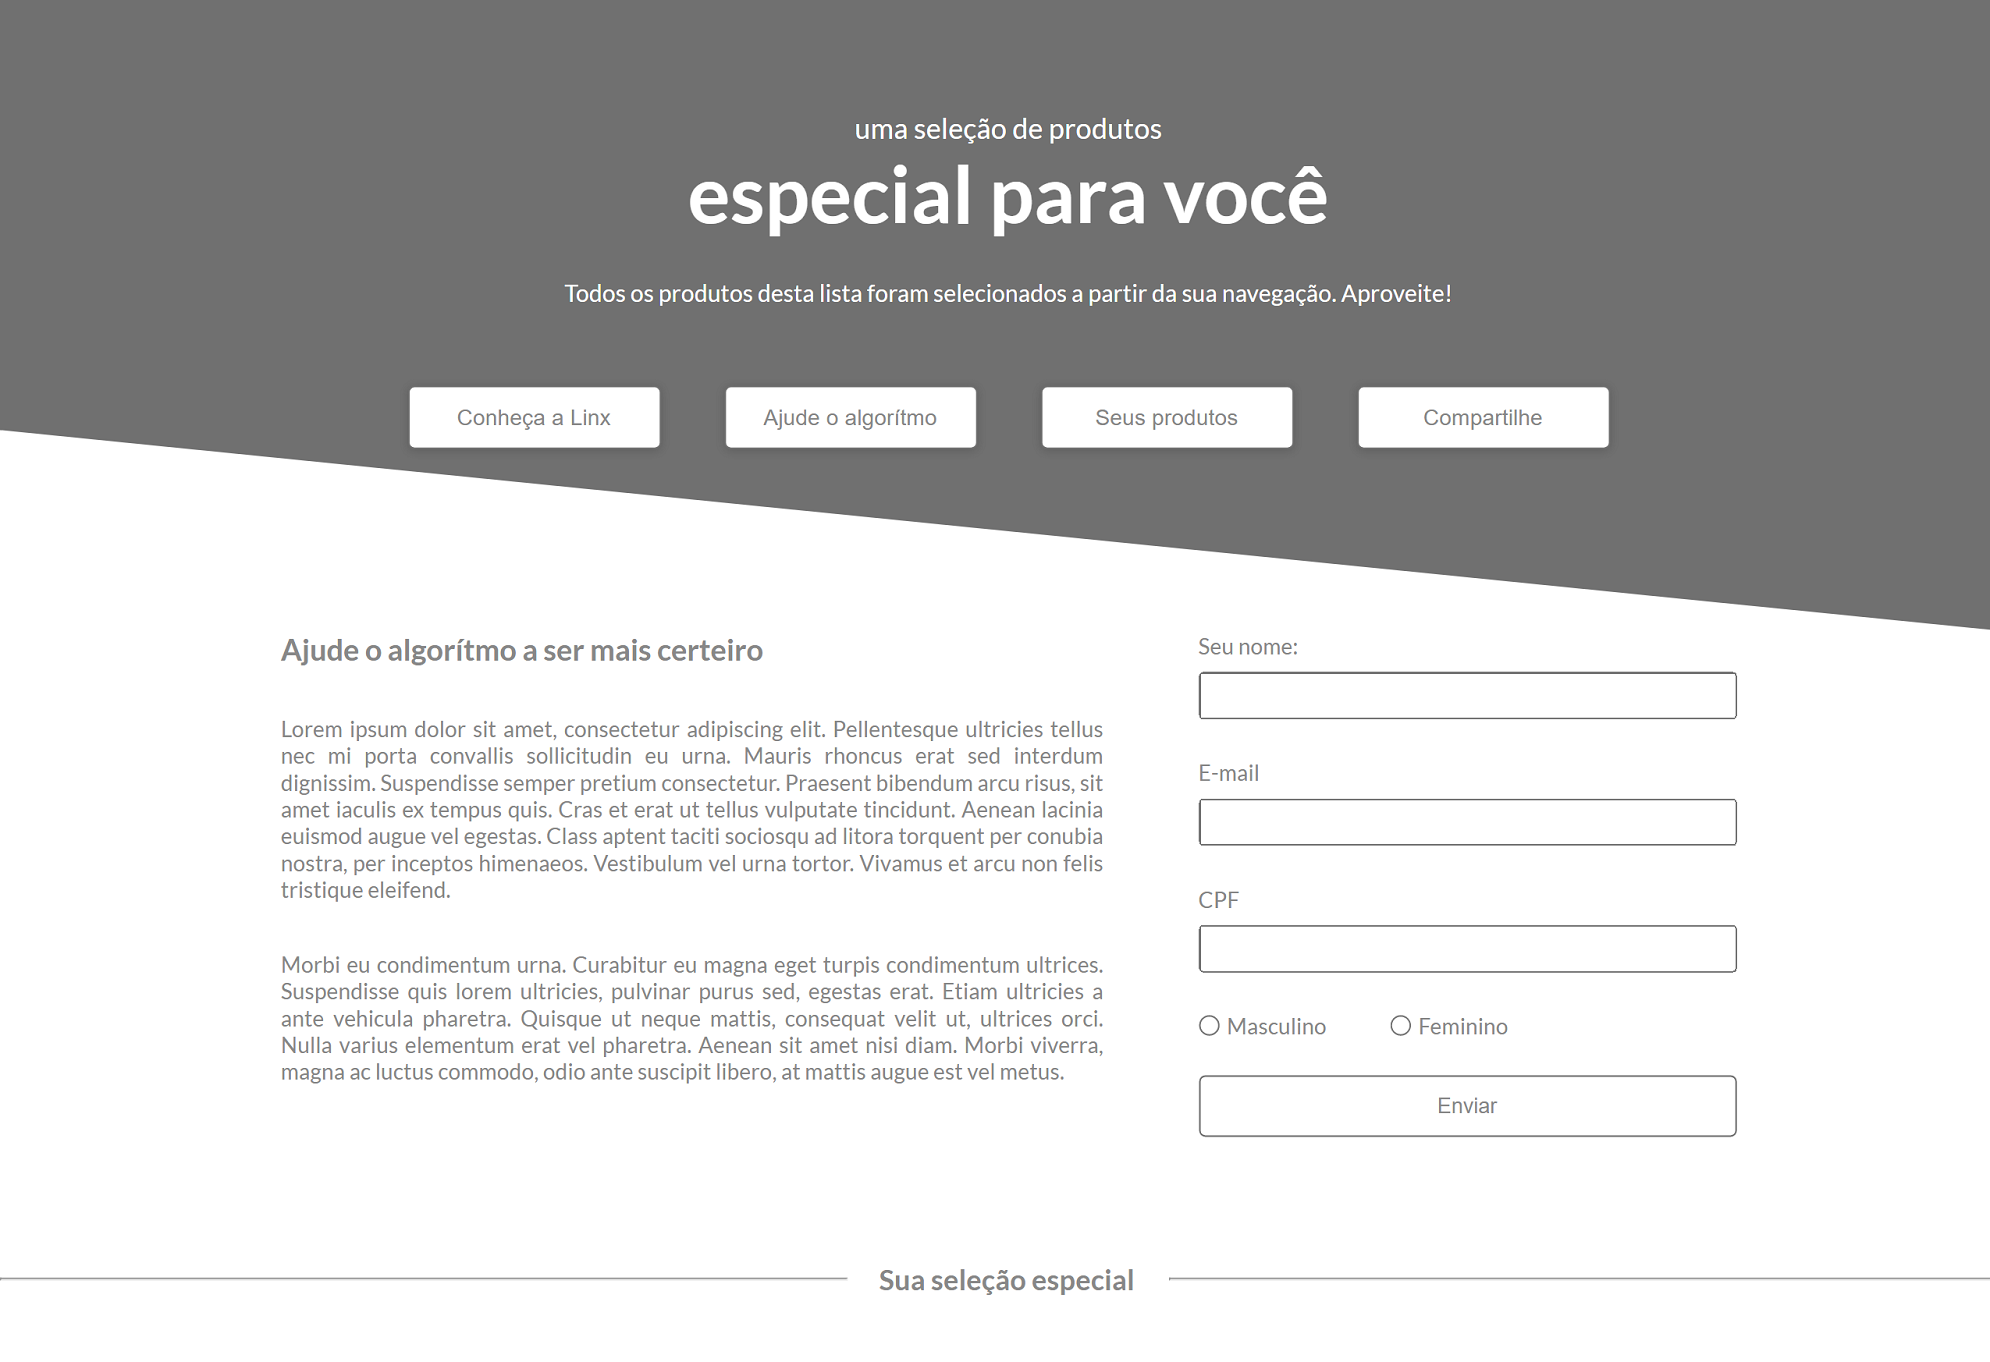 uma seleção de produtos
especial para você
Todos os produtos desta lista foram selecionados a partir da sua navegação. Aproveite!
Conheça a Linx
Ajude o algorítmo
Seus produtos
Compartilhe
Ajude o algorítmo a ser mais certeiro
Lorem ipsum dolor sit amet, consectetur adipiscing elit. Pellentesque ultricies tellus
nec mi porta convallis sollicitudin eu urna. Mauris rhoncus erat sed interdum
dignissim. Suspendisse semper pretium consectetur. Praesent bibendum arcu risus, sit
amet iaculis ex tempus quis. Cras et erat ut tellus vulputate tincidunt. Aenean lacinia
euismod augue vel egestas. Class aptent taciti sociosqu ad litora torquent per conubia
nostra, per inceptos himenaeos. Vestibulum vel urna tortor. Vivamus et arcu non felis
tristique eleifend.
Morbi eu condimentum urna. Curabitur eu magna eget turpis condimentum ultrices.
Suspendisse quis lorem ultricies, pulvinar purus sed, egestas erat. Etiam ultricies a
ante vehicula pharetra. Quisque ut neque mattis, consequat velit ut, ultrices orci.
Nulla varius elementum erat vel pharetra. Aenean sit amet nisi diam. Morbi viverra,
magna ac luctus commodo, odio ante suscipit libero, at mattis augue est vel metus.
Seu nome:
E-mail
CPF
Masculino
Feminino
Enviar
Sua seleção especial